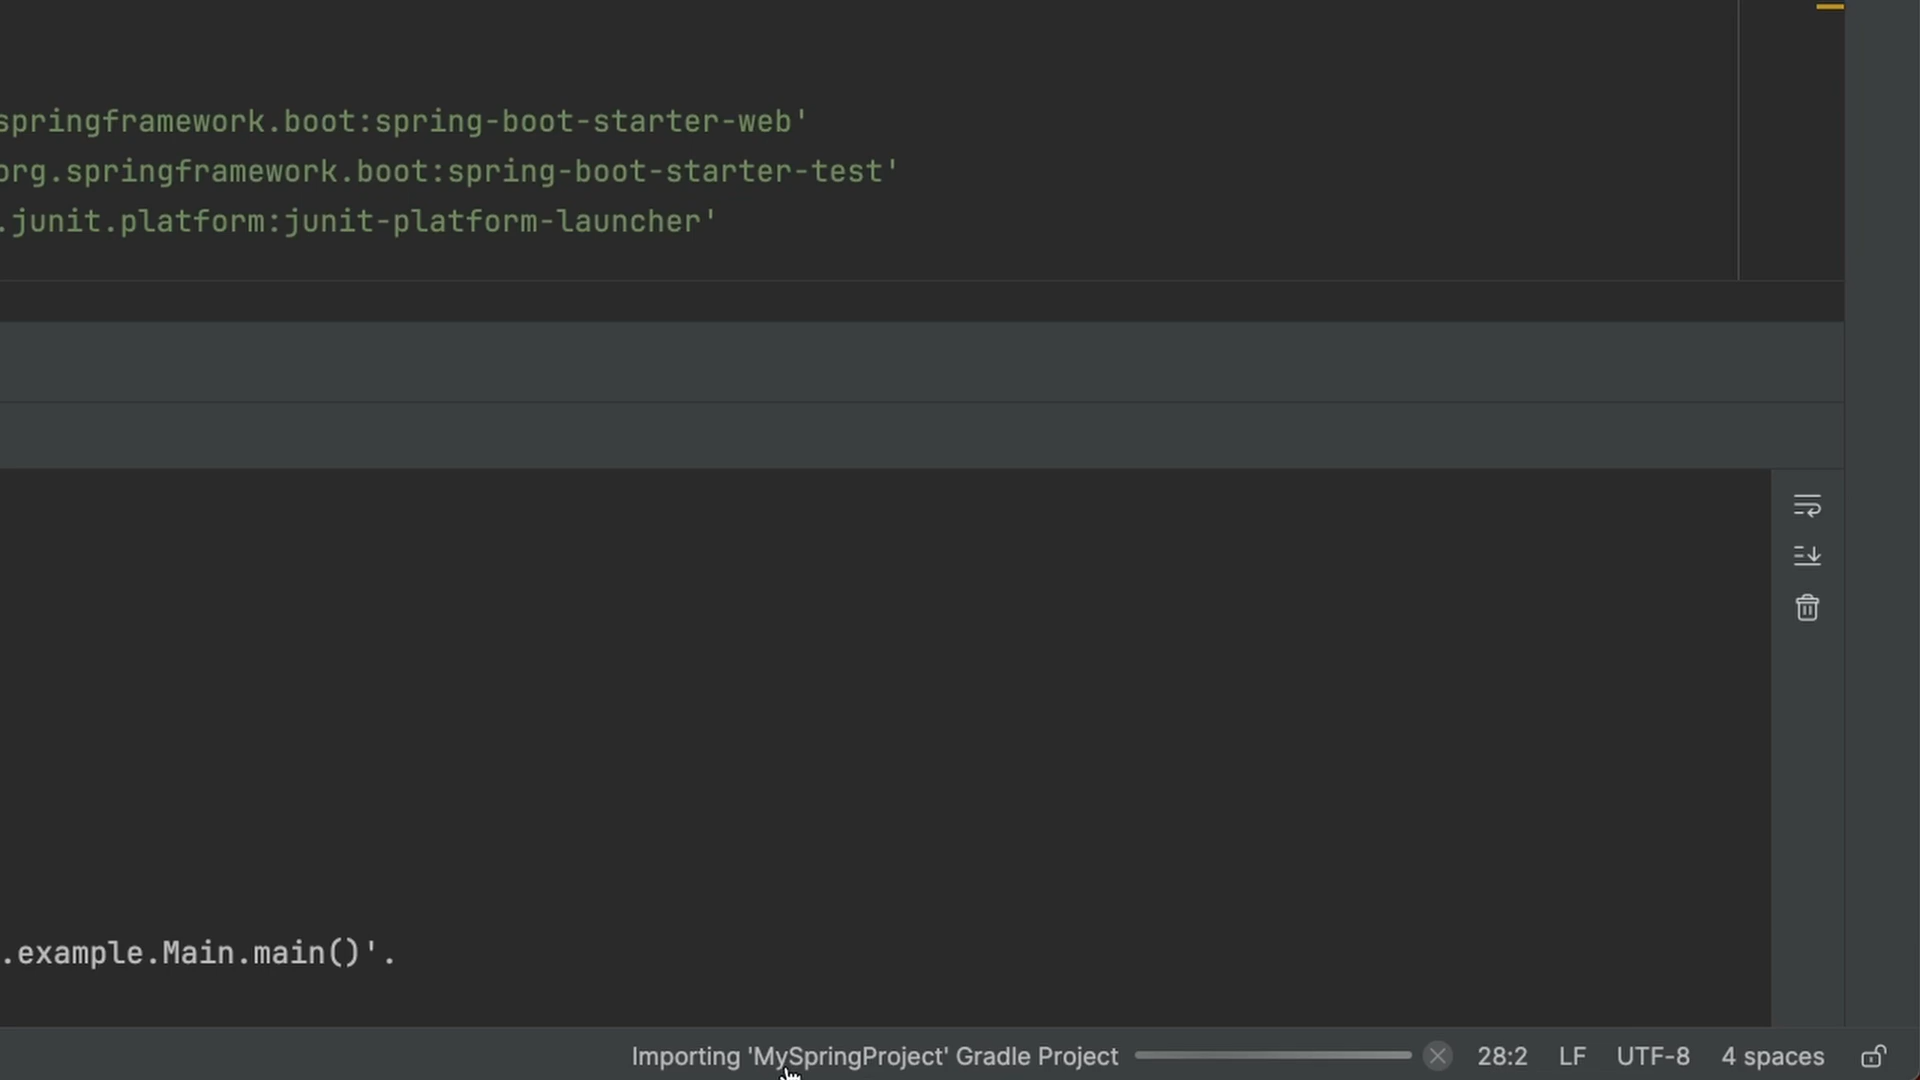 springframework.boot:spring-boot-starter-web'
org.springframework.boot:spring-boot-starter-test'
.junit.platform:junit-platform-launcher'
.example.Main.main()'.
Importing 'MySpringProject' Gradle Project 28:2 LF UTF-8 4 spaces